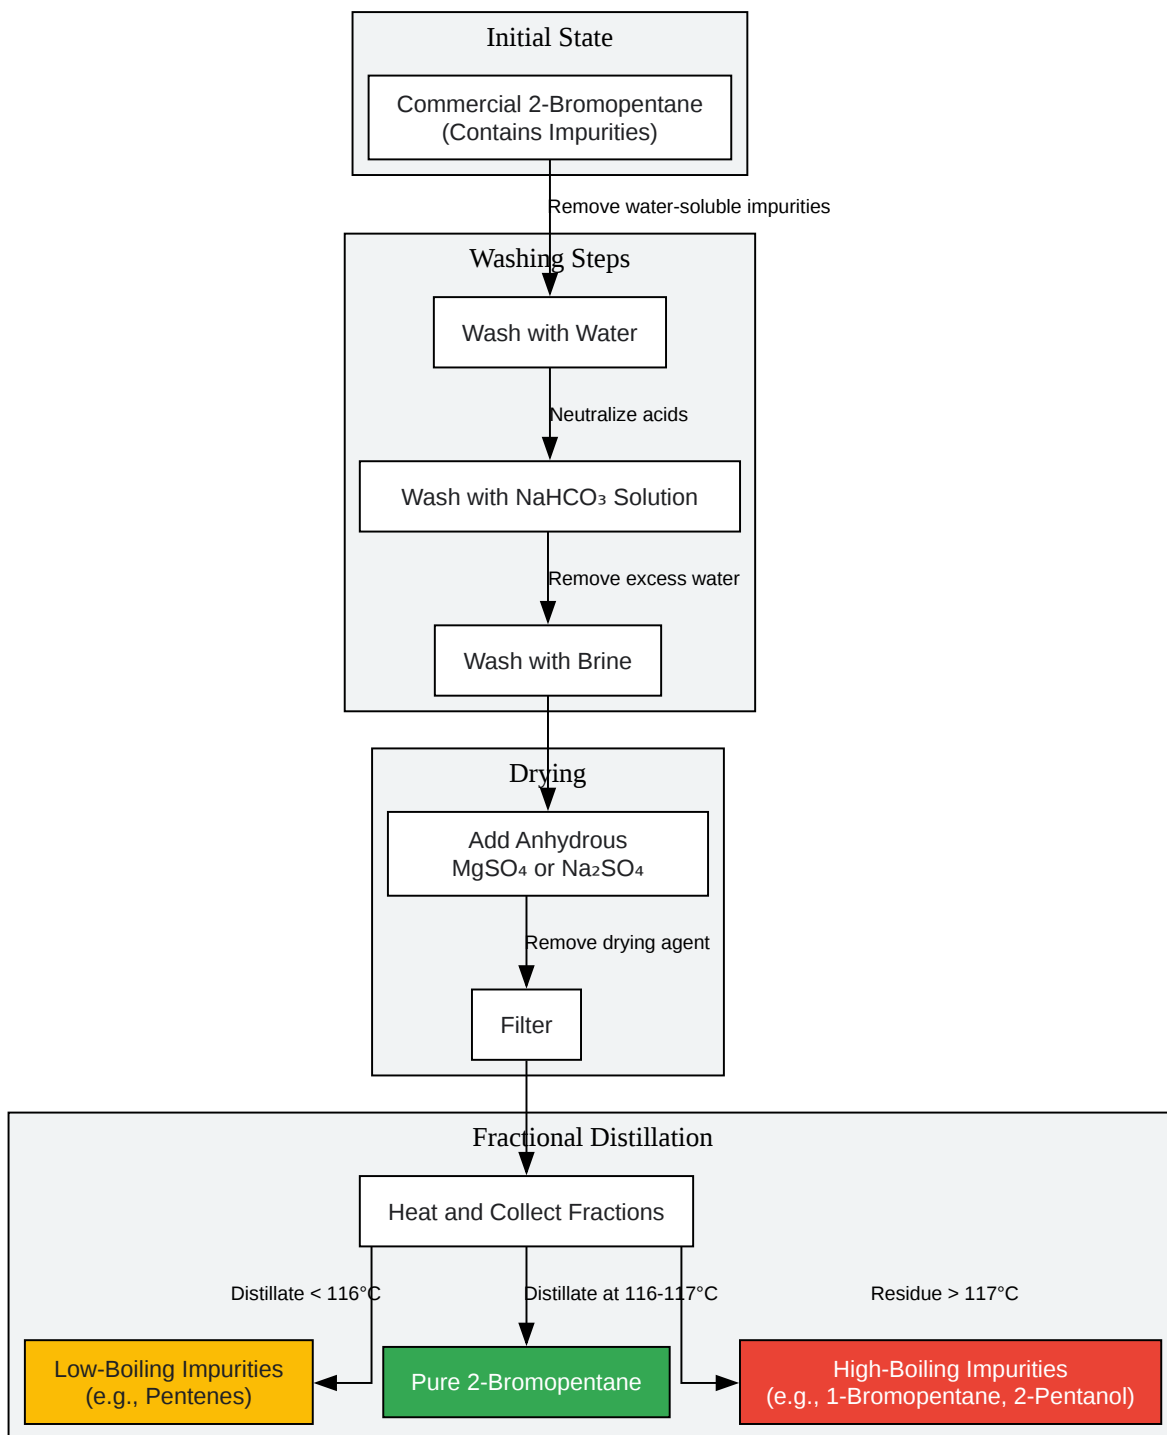 Initial State
Commercial 2-Bromopentane
(Contains Impurities)
Remove water-soluble impurities
Washing Steps
Wash with Water
Neutralize acids
Wash with NaHCO₃ Solution
Remove excess water
Wash with Brine
Drying
Add Anhydrous
MgSO₄ or Na₂SO₄
Remove drying agent
Filter
Fractional Distillation
Heat and Collect Fractions
Distillate < 116°C
Distillate at 116-117°C
Residue > 117°C
Low-Boiling Impurities
(e.g., Pentenes)
Pure 2-Bromopentane
High-Boiling Impurities
(e.g., 1-Bromopentane, 2-Pentanol)